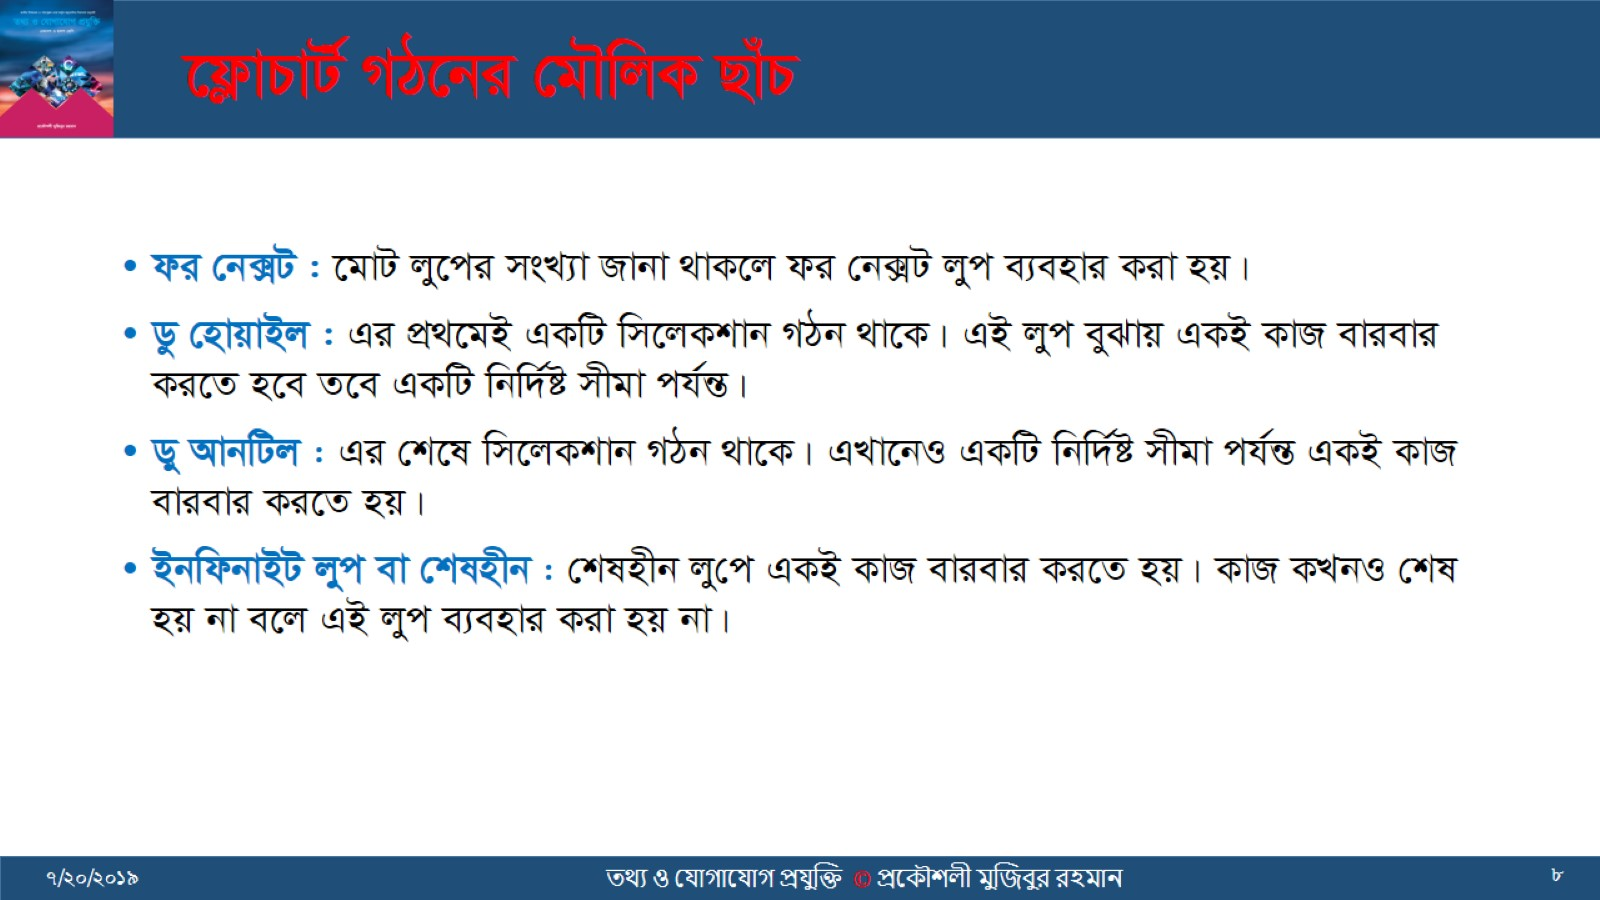 তথ্য ও যোগাযোগ প্রযুক্তি
ফ্লোচার্ট গঠনের মৌলিক ছাঁচ
• ফর নেক্সট : মোট লুপের সংখ্যা জানা থাকলে ফর নেক্সট লুপ ব্যবহার করা হয়।
• ডু হোয়াইল : এর প্রথমেই একটি সিলেকশান গঠন থাকে। এই লুপ বুঝায় একই কাজ বারবার
করতে হবে তবে একটি নির্দিষ্ট সীমা পর্যন্ত।
• ডু আনটিল : এর শেষে সিলেকশান গঠন থাকে। এখানেও একটি নির্দিষ্ট সীমা পর্যন্ত একই কাজ
বারবার করতে হয়।
• ইনফিনাইট লুপ বা শেষহীন : শেষহীন লুপে একই কাজ বারবার করতে হয়। কাজ কখনও শেষ
হয় না বলে এই লুপ ব্যবহার করা হয় না।
৭/২০/২০১৯
তথ্য ও যোগাযোগ প্রযুক্তি © প্রকৌশলী মুজিবুর রহমান
৮